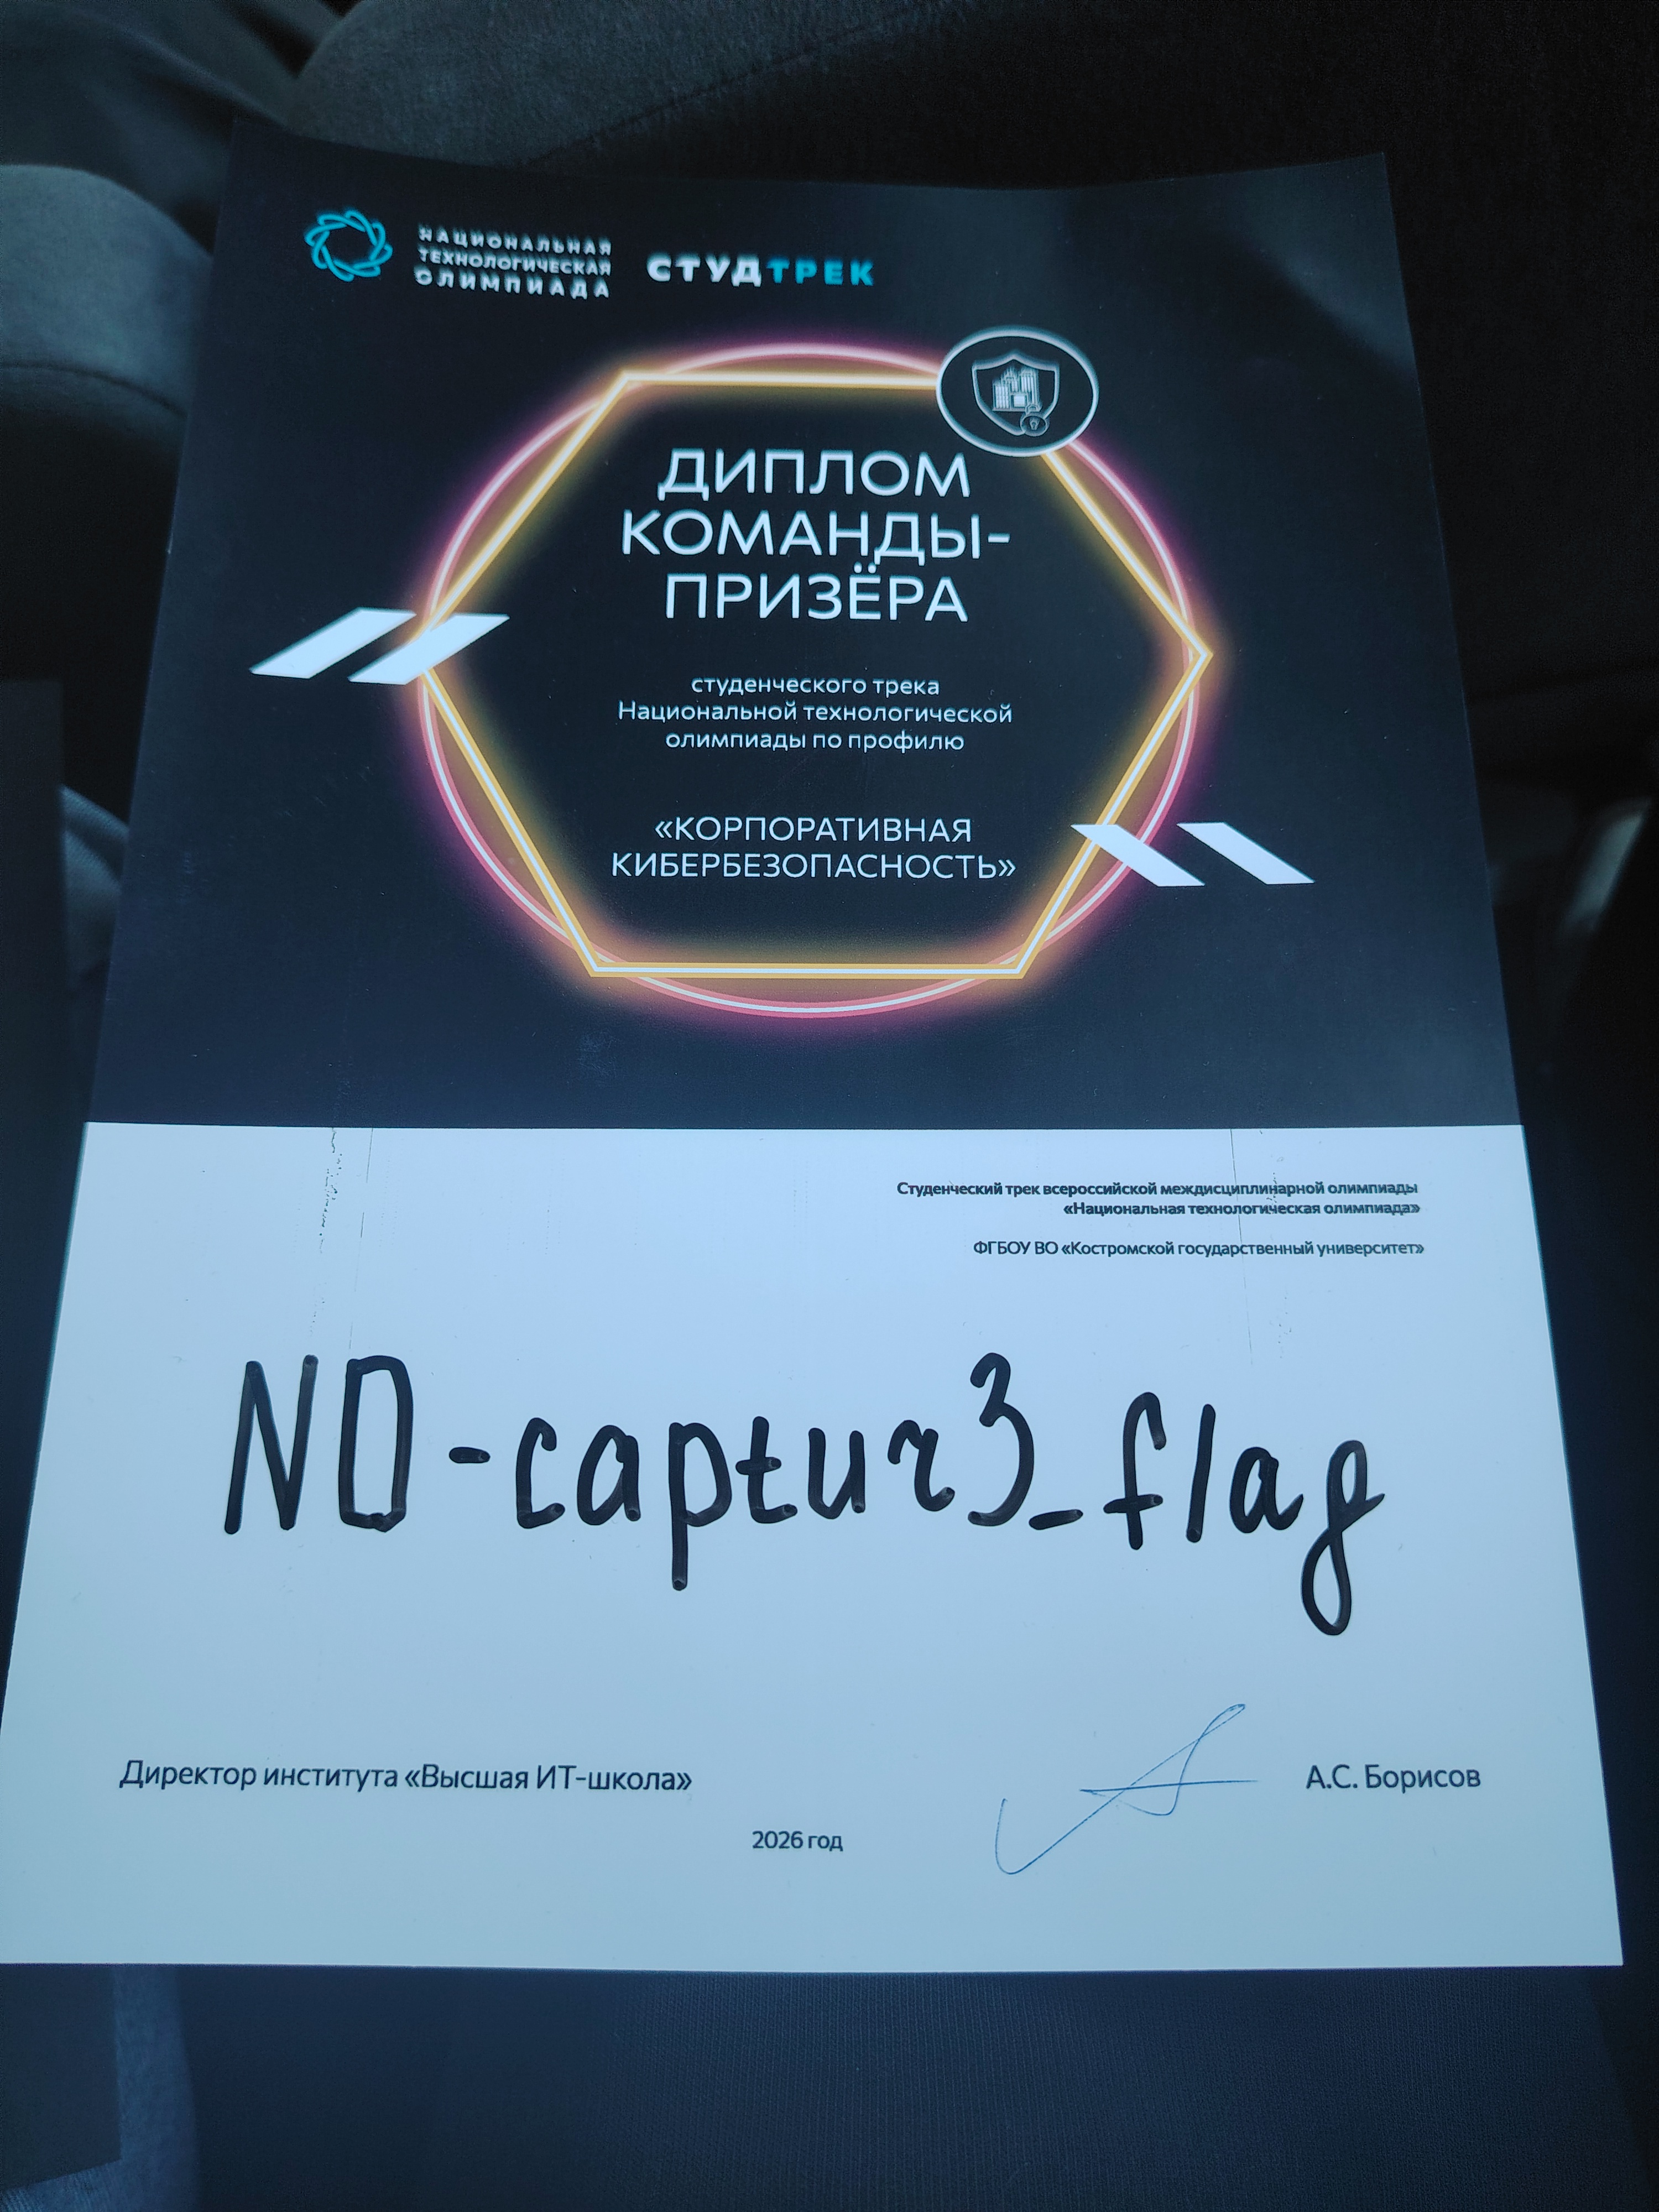 НАЦИОНАЛЬНАЯ
ТЕХНОЛОГИЧЕСКАЯ
ОЛИМПИАДА
СТУДТРЕК
ДИПЛОМ
КОМАНДЫ-
ПРИЗЁРА
студенческого трека
Национальной технологической
олимпиады по профилю
«КОРПОРАТИВНАЯ
КИБЕРБЕЗОПАСНОСТЬ»
Студенческий трек всероссийской междисциплинарной олимпиады
«Национальная технологическая олимпиада»
ФГБОУ ВО «Костромской государственный университет»
NO-captur3_flag
Директор института «Высшая ИТ-школа»
А.С. Борисов
2026 год